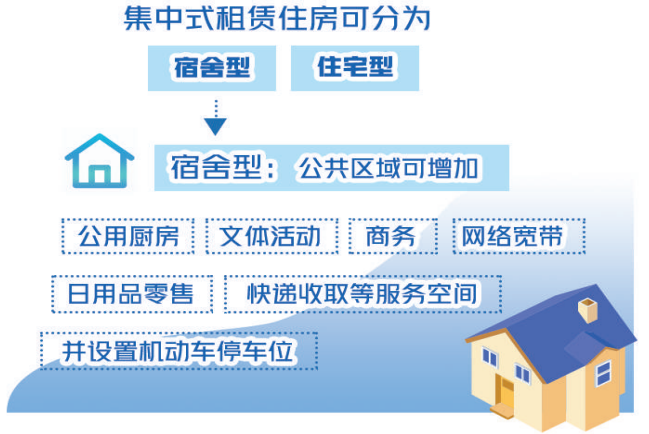 集中式租赁住房可分为
宿舍型 住宅型
宿舍型：公共区域可增加
公用厨房 文体活动 商务 网络宽带
日用品零售 快递收取等服务空间
并设置机动车停车位